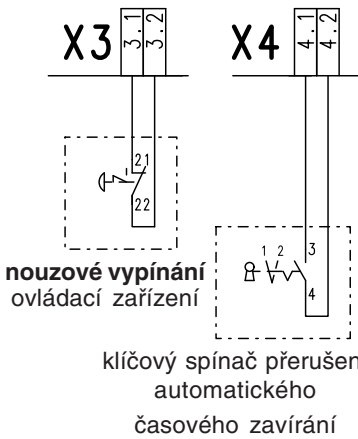 X3 3.1 3.2 X4 4.1 4.2
21
22
1 2 3
4
nouzové vypínání
ovládací zařízení
klíčový spínač přerušen
automatického
časového zavírání